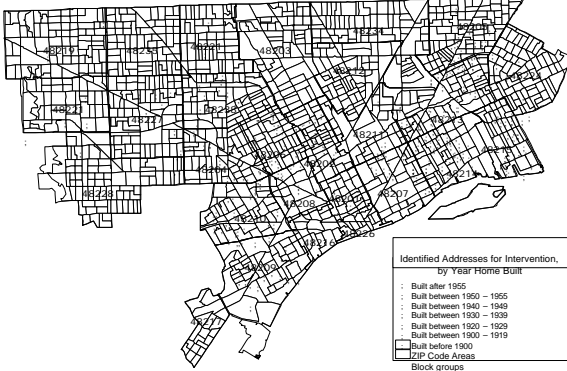 48234
48205
48219
48235
48221
48203
48212
48224
48227
48238
48211
48213
48215
48204
48206
48202
48214
48228
48208
48201
48207
48210
48216
48226
48209
48217
Identified Addresses for Intervention,
by Year Home Built
: Built after 1955
: Built between 1950 – 1955
: Built between 1940 – 1949
: Built between 1930 – 1939
: Built between 1920 – 1929
: Built between 1900 – 1919
: Built before 1900
ZIP Code Areas
Block groups